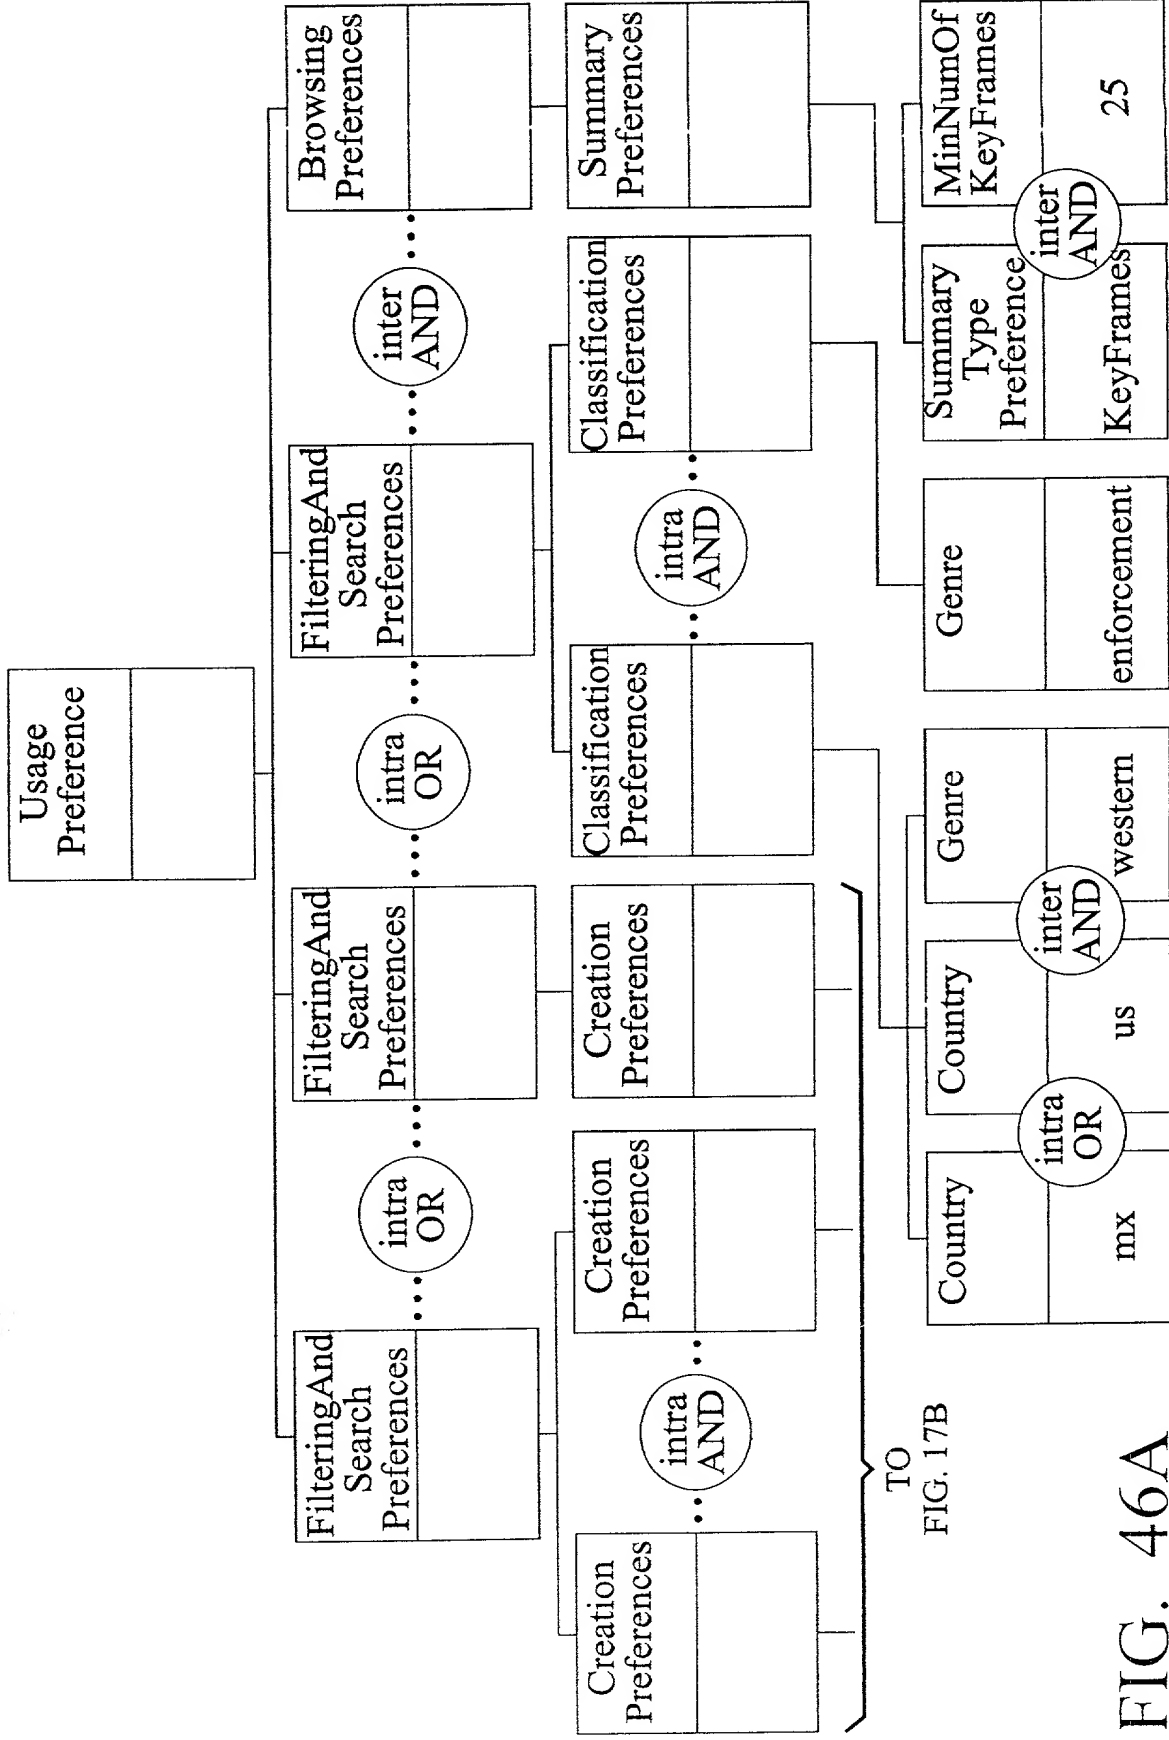 Usage
Preference
FilteringAnd
Search
Preferences
intra
OR
FilteringAnd
Search
Preferences
intra
OR
FilteringAnd
Search
Preferences
inter
AND
Browsing
Preferences
Creation
Preferences
intra
AND
Creation
Preferences
Creation
Preferences
Classification
Preferences
intra
AND
Classification
Preferences
Summary
Preferences
TO
FIG. 17B
Country
mx
intra
OR
Country
us
inter
AND
Genre
western
Genre
enforcement
Summary
Type
Preference
KeyFrames
inter
AND
MinNumOf
KeyFrames
25
FIG. 46A